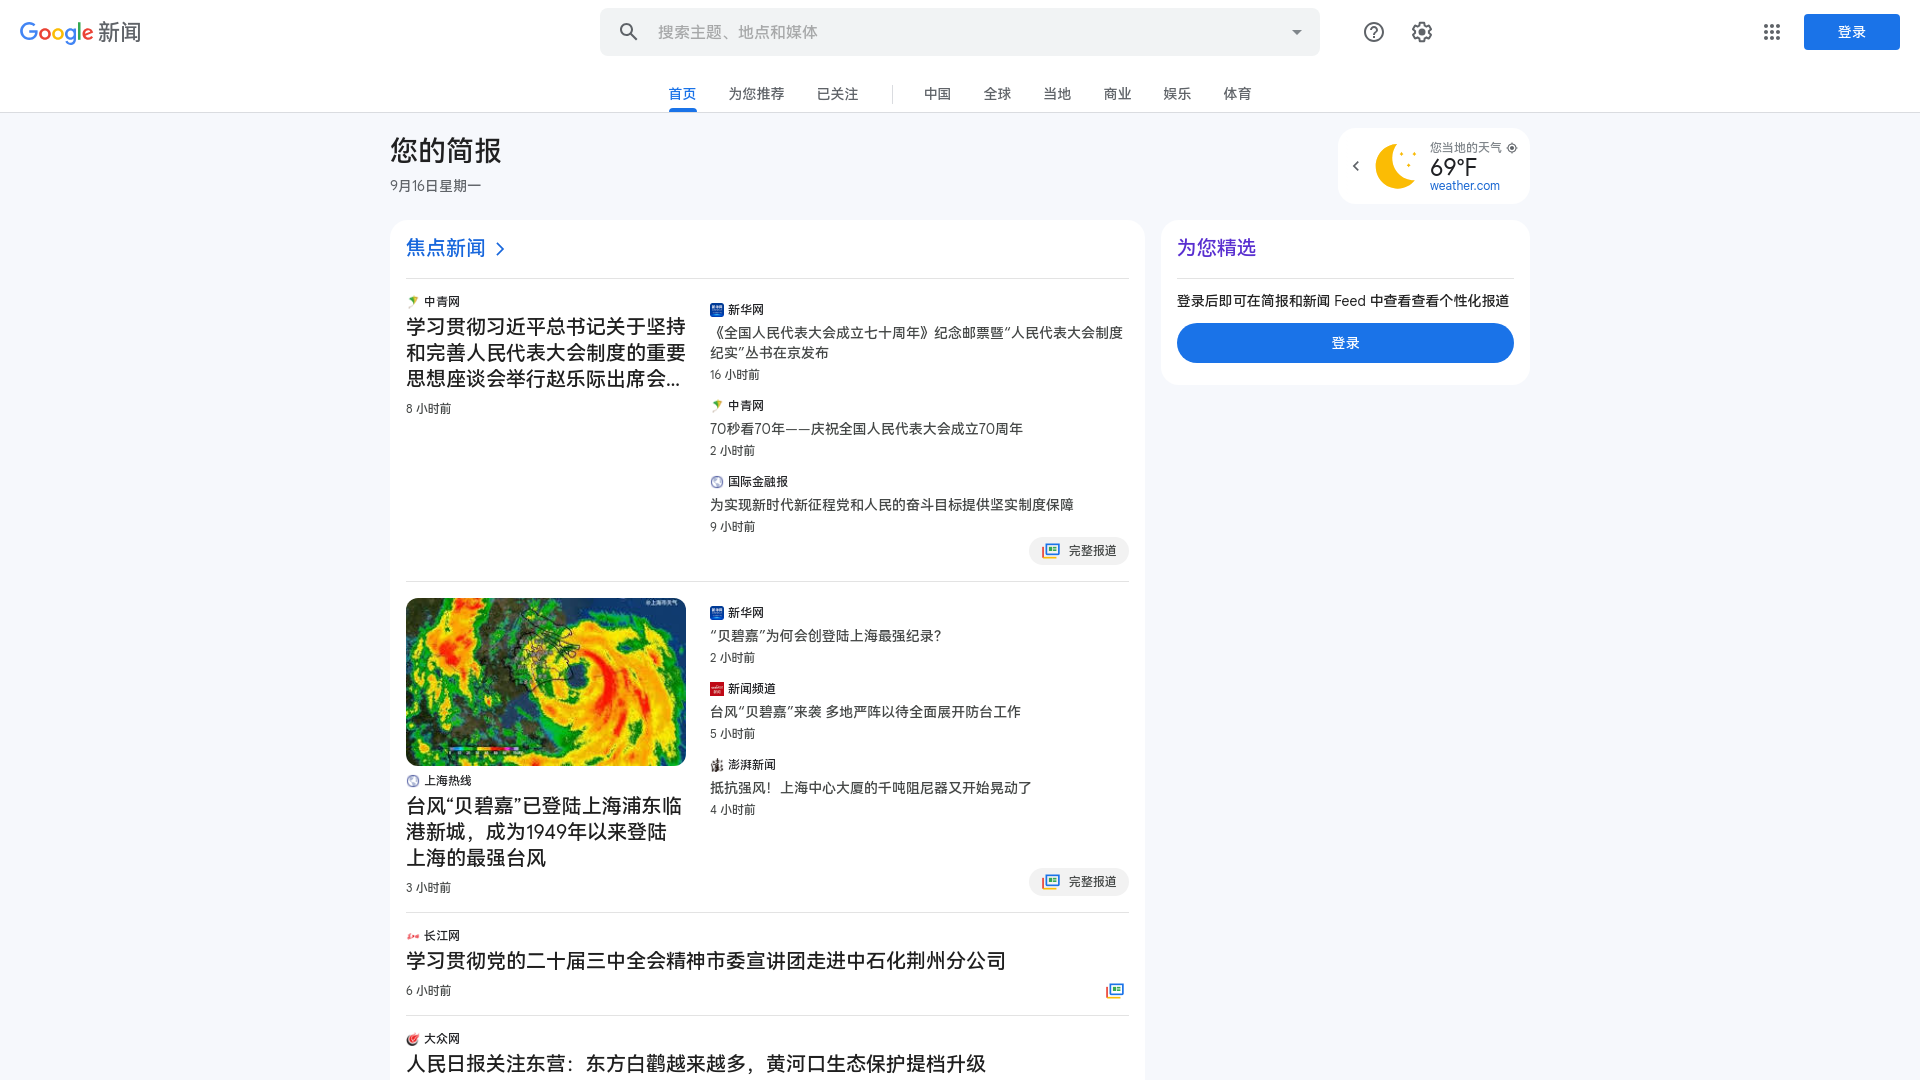 Google 新闻
搜索主题、地点和媒体
登录
首页
为您推荐
已关注
中国
全球
当地
商业
娱乐
体育
您的简报
9月16日星期一
您当地的天气
69°F
weather.com
焦点新闻
中青网
学习贯彻习近平总书记关于坚持
和完善人民代表大会制度的重要
思想座谈会举行赵乐际出席会...
8 小时前
新华网
《全国人民代表大会成立七十周年》纪念邮票暨“人民代表大会制度
纪实”丛书在京发布
16 小时前
中青网
70秒看70年——庆祝全国人民代表大会成立70周年
2 小时前
国际金融报
为实现新时代新征程党和人民的奋斗目标提供坚实制度保障
9 小时前
完整报道
为您精选
登录后即可在简报和新闻 Feed 中查看查看个性化报道
登录
@上海市天气
上海热线
台风“贝碧嘉”已登陆上海浦东临
港新城，成为1949年以来登陆
上海的最强台风
3 小时前
新华网
“贝碧嘉”为何会创登陆上海最强纪录？
2 小时前
新闻频道
台风“贝碧嘉”来袭 多地严阵以待全面展开防台工作
5 小时前
澎湃新闻
抵抗强风！上海中心大厦的千吨阻尼器又开始晃动了
4 小时前
完整报道
长江网
学习贯彻党的二十届三中全会精神市委宣讲团走进中石化荆州分公司
6 小时前
大众网
人民日报关注东营：东方白鹳越来越多，黄河口生态保护提档升级